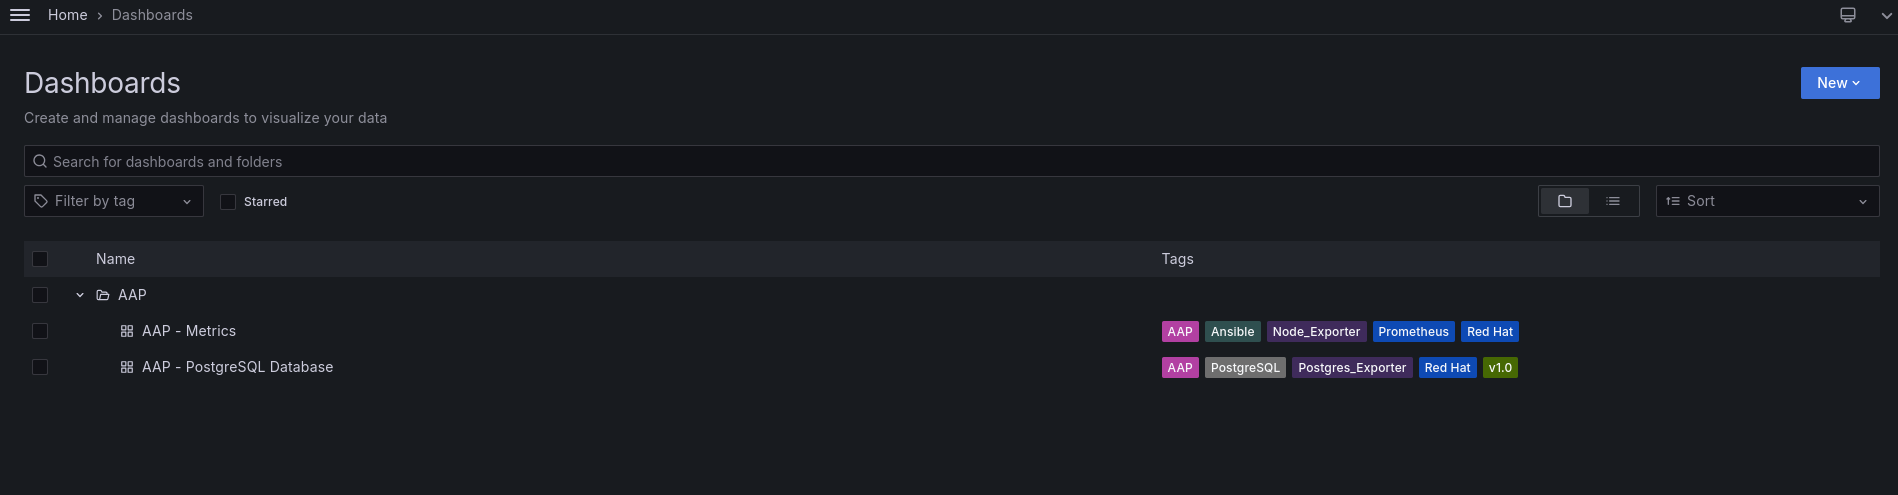 Home > Dashboards
Dashboards
New
Create and manage dashboards to visualize your data
Search for dashboards and folders
Filter by tag Starred Sort
Name Tags
AAP
AAP - Metrics AAP Ansible Node_Exporter Prometheus Red Hat
AAP - PostgreSQL Database AAP PostgreSQL Postgres_Exporter Red Hat v1.0